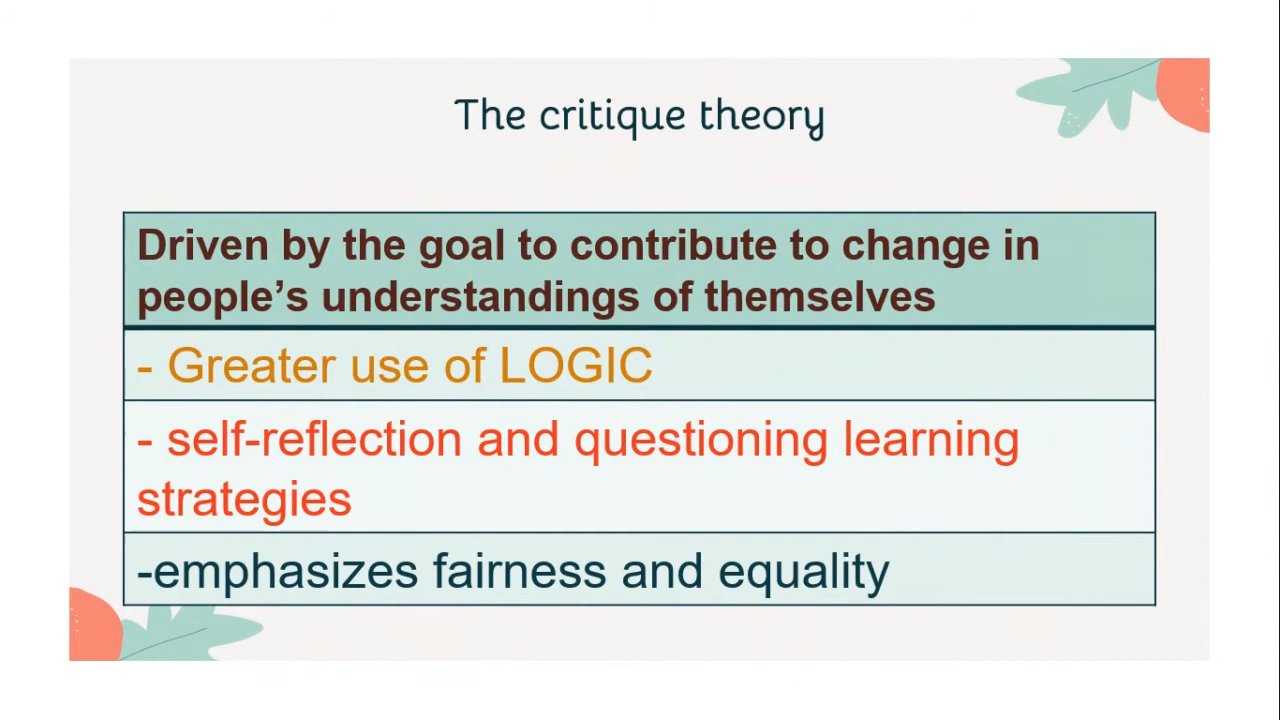 The critique theory
Driven by the goal to contribute to change in
people’s understandings of themselves
- Greater use of LOGIC
- self-reflection and questioning learning
strategies
-emphasizes fairness and equality